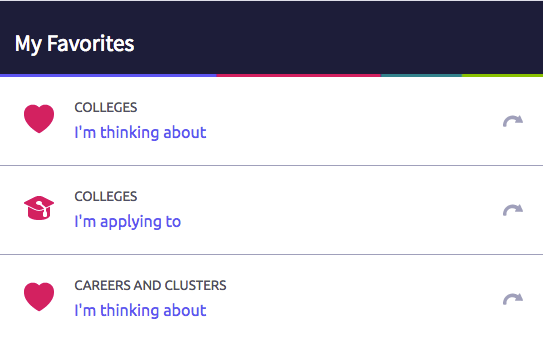 My Favorites
COLLEGES
I'm thinking about
COLLEGES
I'm applying to
CAREERS AND CLUSTERS
I'm thinking about